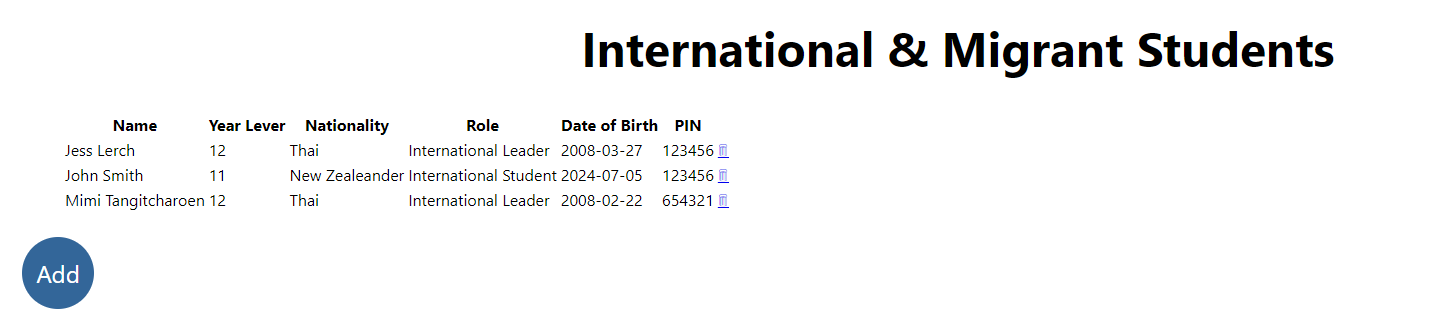 International & Migrant Students
Name Year Lever Nationality Role Date of Birth PIN
Jess Lerch 12 Thai International Leader 2008-03-27 123456
John Smith 11 New Zealeander International Student 2024-07-05 123456
Mimi Tangitcharoen 12 Thai International Leader 2008-02-22 654321
Add